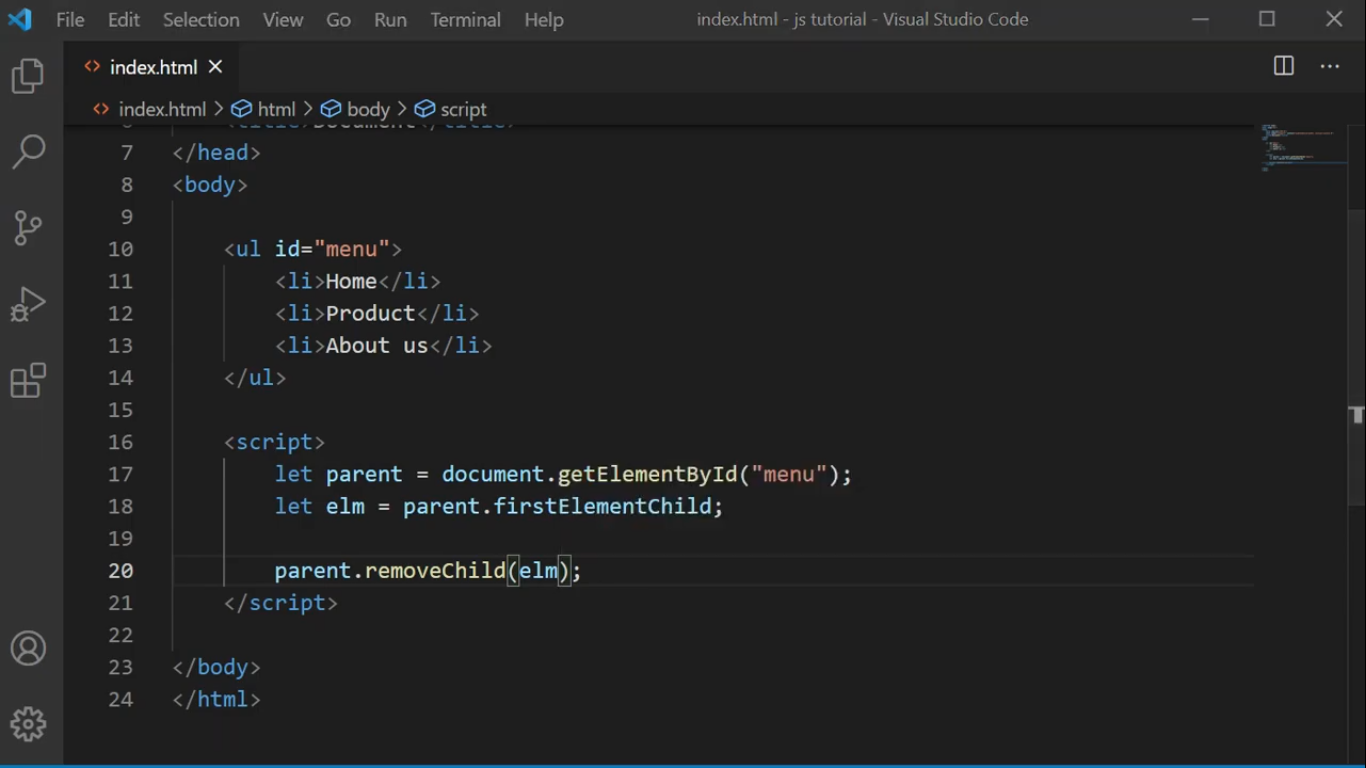 File Edit Selection View Go Run Terminal Help index.html - js tutorial - Visual Studio Code
index.html
index.html > html > body > script
<title>Document</title>
7 </head>
8 <body>
9
10 <ul id="menu">
11 <li>Home</li>
12 <li>Product</li>
13 <li>About us</li>
14 </ul>
15
16 <script>
17 let parent = document.getElementById("menu");
18 let elm = parent.firstElementChild;
19
20 parent.removeChild(elm);
21 </script>
22
23 </body>
24 </html>